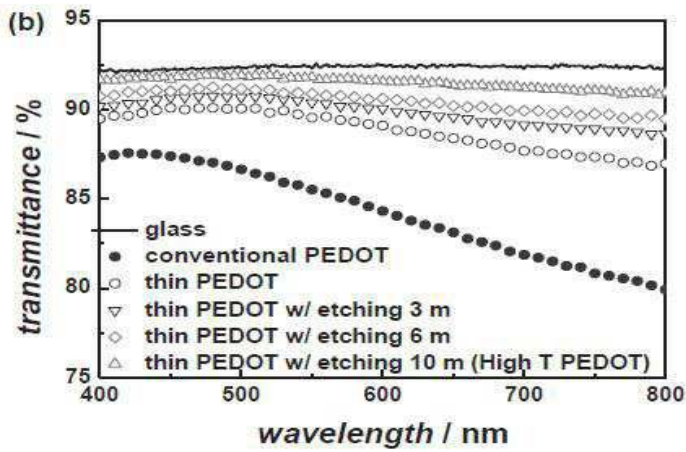 (b)
95
90
85
80
75
transmittance / %
glass
conventional PEDOT
thin PEDOT
thin PEDOT w/ etching 3 m
thin PEDOT w/ etching 6 m
thin PEDOT w/ etching 10 m (High T PEDOT)
400 500 600 700 800
wavelength / nm